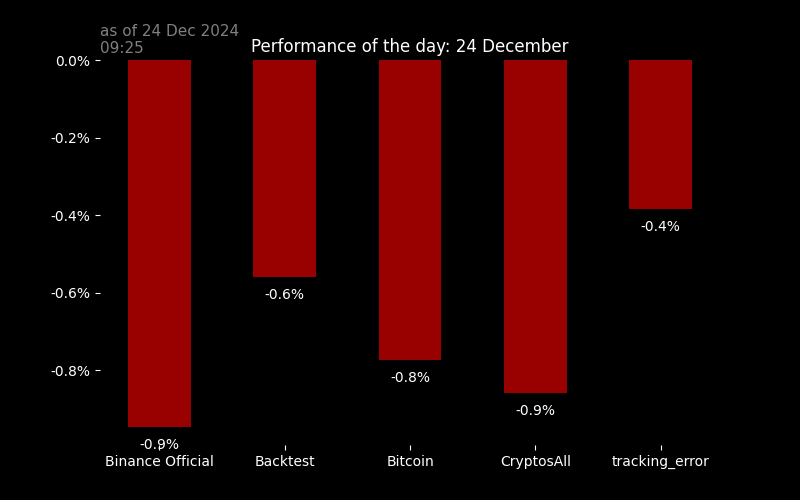 as of 24 Dec 2024
09:25
Performance of the day: 24 December
0.0%
-0.2%
-0.4%
-0.6%
-0.8%
-0.9%
-0.6%
-0.8%
-0.9%
-0.4%
Binance Official
Backtest
Bitcoin
CryptosAll
tracking_error